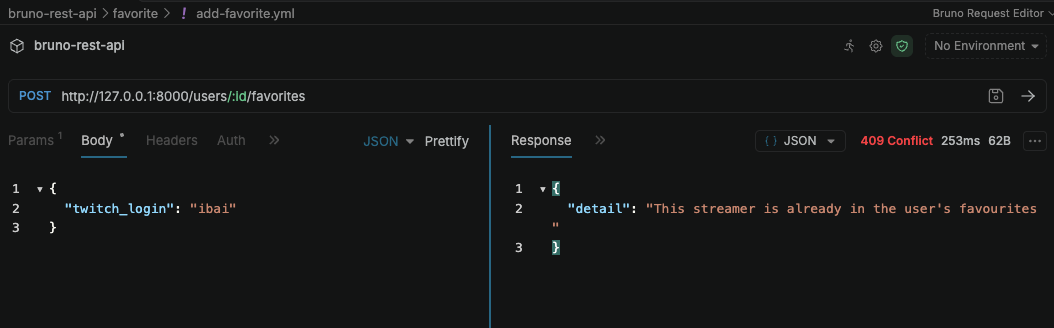 bruno-rest-api > favorite > ! add-favorite.yml
Bruno Request Editor
bruno-rest-api
No Environment
POST http://127.0.0.1:8000/users/:id/favorites
Params 1 Body Headers Auth JSON Prettify
Response JSON 409 Conflict 253ms 62B
1 {
2 "twitch_login": "ibai"
3 }
1 {
2 "detail": "This streamer is already in the user's favourites
"
3 }